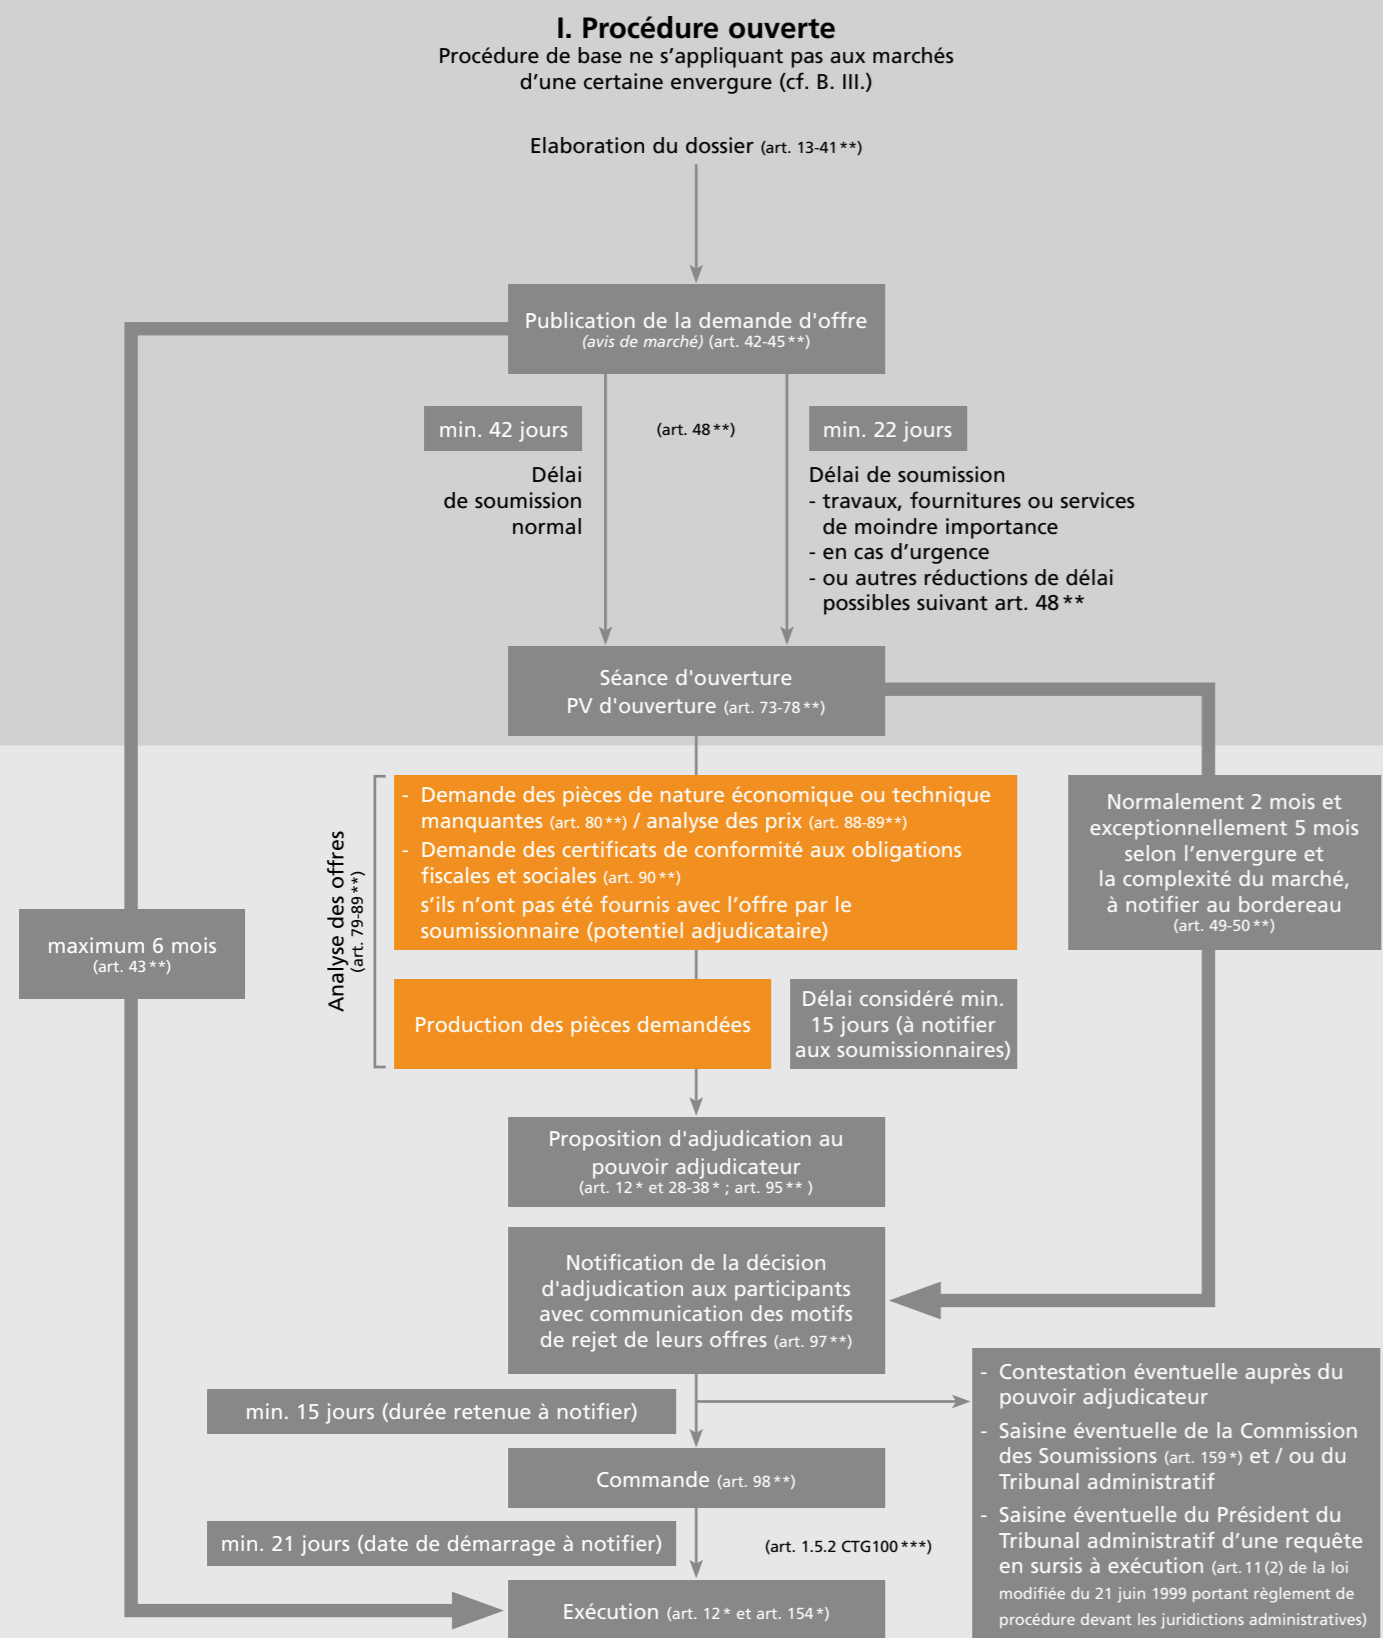 I. Procédure ouverte
Procédure de base ne s’appliquant pas aux marchés
d’une certaine envergure (cf. B. III.)
Elaboration du dossier (art. 13-41**)
Publication de la demande d'offre
(avis de marché) (art. 42-45**)
min. 42 jours
(art. 48**)
min. 22 jours
Délai
de soumission
normal
Délai de soumission
- travaux, fournitures ou services
de moindre importance
- en cas d’urgence
- ou autres réductions de délai
possibles suivant art. 48**
Séance d'ouverture
PV d'ouverture (art. 73-78**)
Analyse des offres
(art. 79-89**)
- Demande des pièces de nature économique ou technique
manquantes (art. 80**) / analyse des prix (art. 88-89**)
- Demande des certificats de conformité aux obligations
fiscales et sociales (art. 90**)
s’ils n’ont pas été fournis avec l’offre par le
soumissionnaire (potentiel adjudicataire)
Normalement 2 mois et
exceptionnellement 5 mois
selon l’envergure et
la complexité du marché,
à notifier au bordereau
(art. 49-50**)
maximum 6 mois
(art. 43**)
Production des pièces demandées
Délai considéré min.
15 jours (à notifier
aux soumissionnaires)
Proposition d'adjudication au
pouvoir adjudicateur
(art. 12* et 28-38* ; art. 95** )
Notification de la décision
d'adjudication aux participants
avec communication des motifs
de rejet de leurs offres (art. 97**)
min. 15 jours (durée retenue à notifier)
- Contestation éventuelle auprès du
pouvoir adjudicateur
- Saisine éventuelle de la Commission
des Soumissions (art. 159*) et / ou du
Tribunal administratif
- Saisine éventuelle du Président du
Tribunal administratif d’une requête
en sursis à exécution (art. 11(2) de la loi
modifiée du 21 juin 1999 portant règlement de
procédure devant les juridictions administratives)
Commande (art. 98**)
min. 21 jours (date de démarrage à notifier)
(art. 1.5.2 CTG100***)
Exécution (art. 12* et art. 154*)